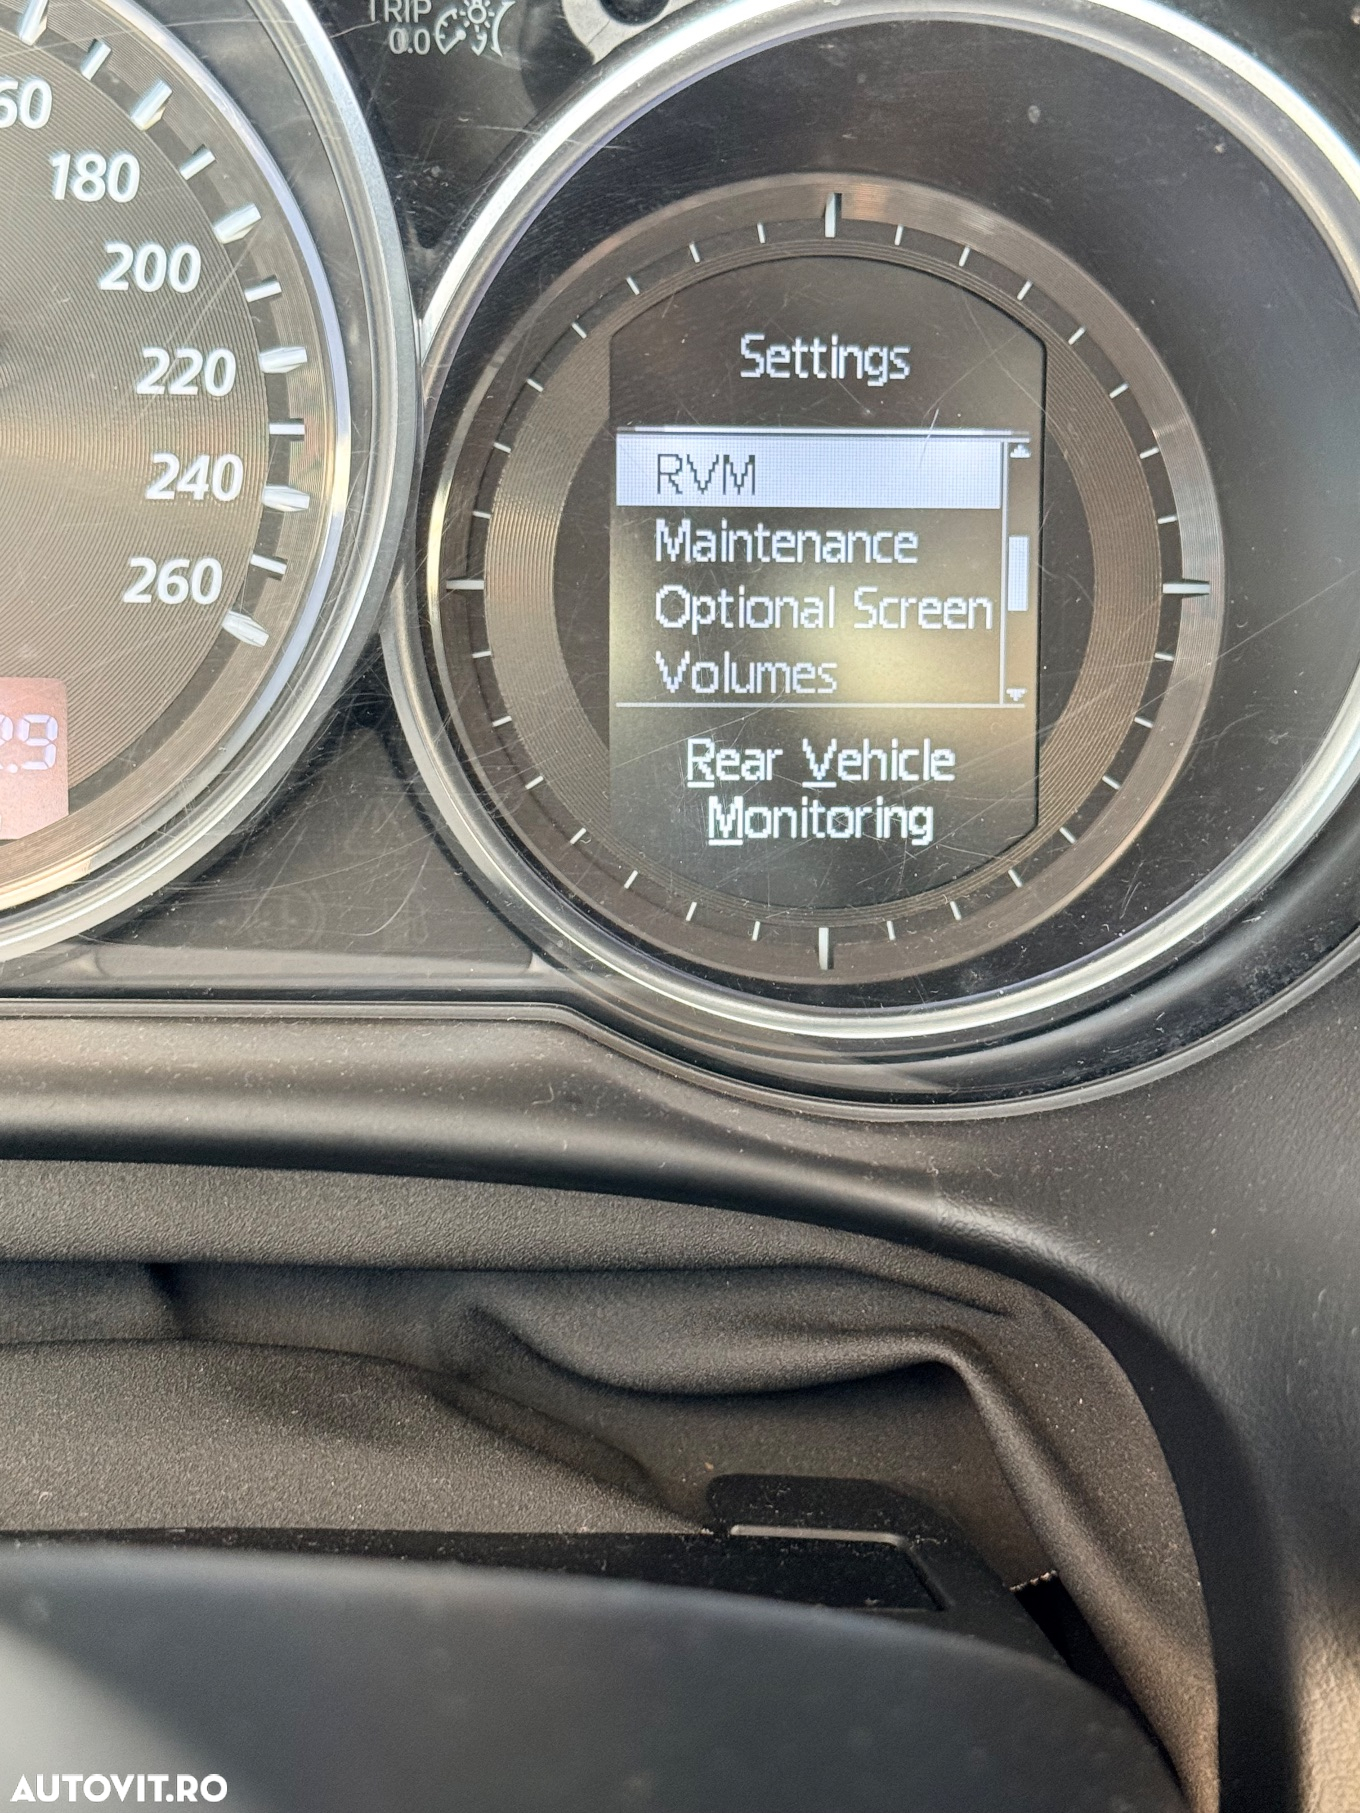 TRIP
0.0
60
180
200
220
240
260
.9
Settings
RVM
Maintenance
Optional Screen
Volumes
Rear Vehicle
Monitoring
AUTOVIT.RO